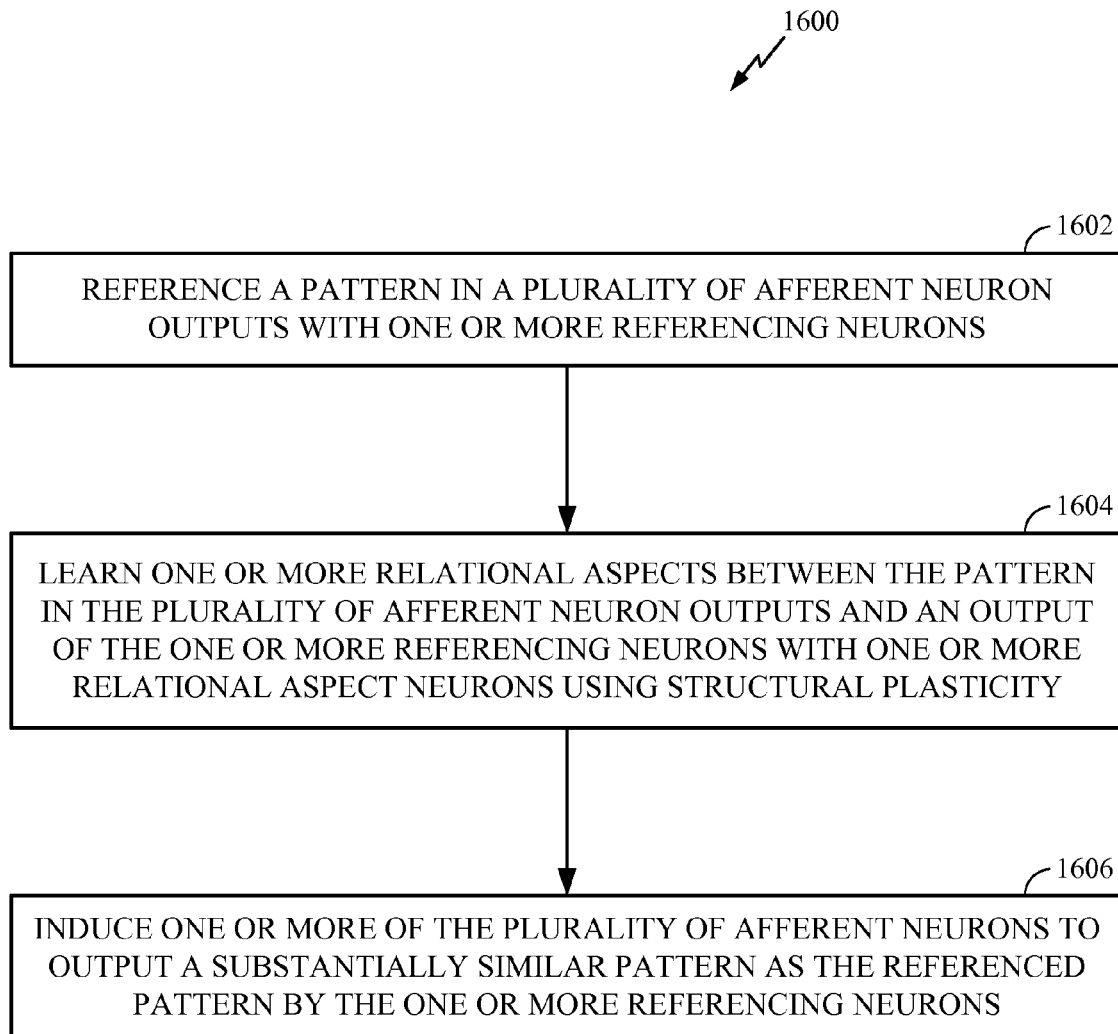 1600
1602
REFERENCE A PATTERN IN A PLURALITY OF AFFERENT NEURON
OUTPUTS WITH ONE OR MORE REFERENCING NEURONS
1604
LEARN ONE OR MORE RELATIONAL ASPECTS BETWEEN THE PATTERN
IN THE PLURALITY OF AFFERENT NEURON OUTPUTS AND AN OUTPUT
OF THE ONE OR MORE REFERENCING NEURONS WITH ONE OR MORE
RELATIONAL ASPECT NEURONS USING STRUCTURAL PLASTICITY
1606
INDUCE ONE OR MORE OF THE PLURALITY OF AFFERENT NEURONS TO
OUTPUT A SUBSTANTIALLY SIMILAR PATTERN AS THE REFERENCED
PATTERN BY THE ONE OR MORE REFERENCING NEURONS